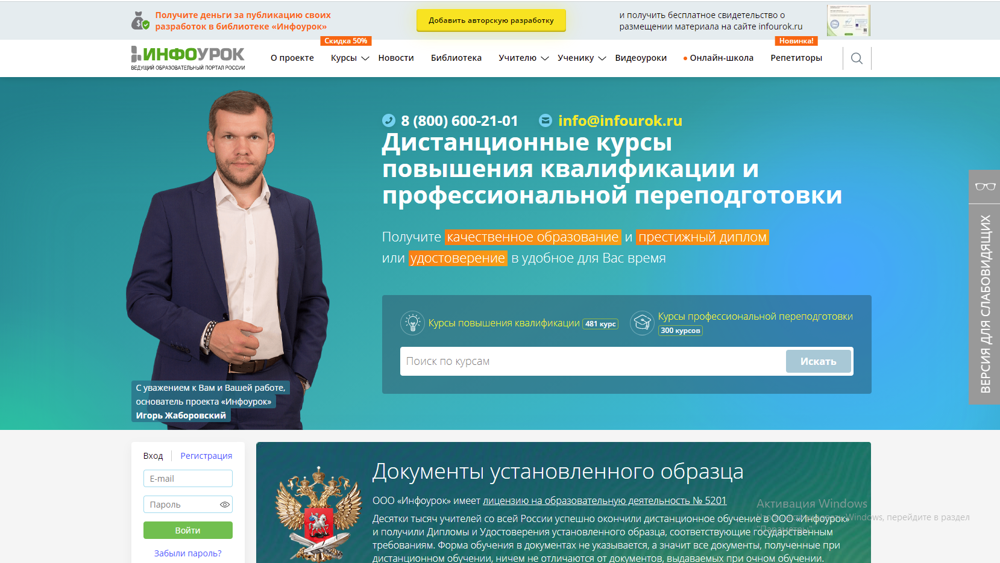 Получите деньги за публикацию своих
разработок в библиотеке «Инфоурок»
Добавить авторскую разработку
и получить бесплатное свидетельство о
размещении материала на сайте infourok.ru
Скидка 50%
Новинка!
ИНФОУРОК
ВЕДУЩИЙ ОБРАЗОВАТЕЛЬНЫЙ ПОРТАЛ РОССИИ
О проекте Курсы Новости Библиотека Учителю Ученику Видеоуроки Онлайн-школа Репетиторы
8 (800) 600-21-01 info@infourok.ru
Дистанционные курсы
повышения квалификации и
профессиональной переподготовки
Получите качественное образование и престижный диплом
или удостоверение в удобное для Вас время
Курсы повышения квалификации 481 курс
Курсы профессиональной переподготовки
300 курсов
Поиск по курсам
Искать
ВЕРСИЯ ДЛЯ СЛАБОВИДЯЩИХ
С уважением к Вам и Вашей работе,
основатель проекта «Инфоурок»
Игорь Жаборовский
Вход Регистрация
E-mail
Пароль
Войти
Забыли пароль?
Документы установленного образца
ООО «Инфоурок» имеет лицензию на образовательную деятельность № 5201
Десятки тысяч учителей со всей России успешно окончили дистанционное обучение в ООО «Инфоурок»
и получили Дипломы и Удостоверения установленного образца, соответствующие государственным
требованиям. Форма обучения в документах не указывается, а значит все документы, полученные при
дистанционном обучении, ничем не отличаются от документов, выдаваемых при очном обучении.
Активация Windows
Windows, перейдите в раздел
"Параметры".